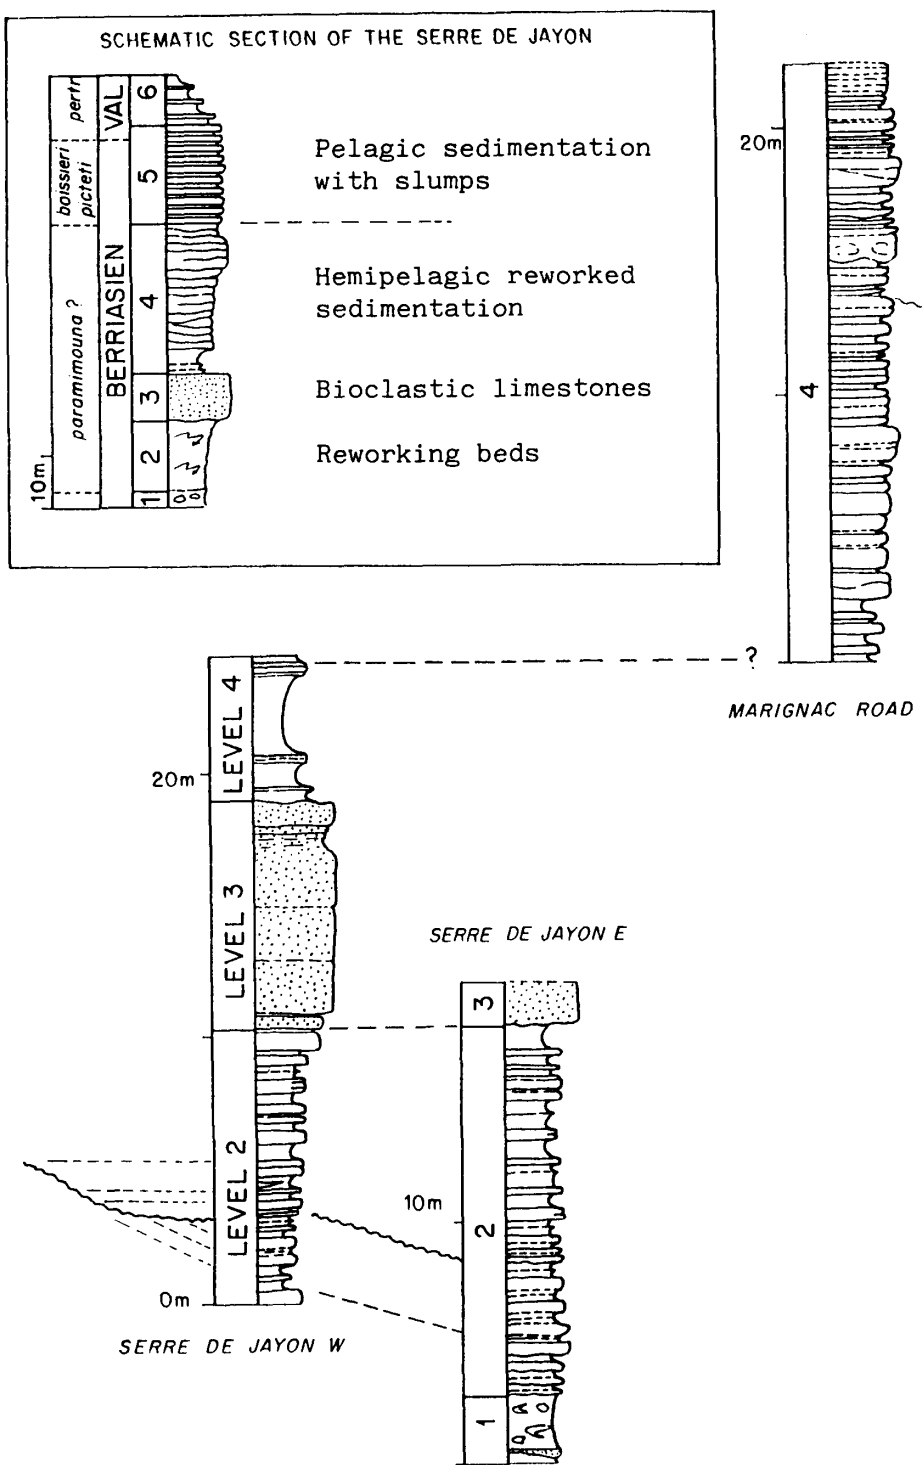 SCHEMATIC SECTION OF THE SERRE DE JAYON
pertr
VAL
6
boissieri
picteti
5
Pelagic sedimentation
with slumps
BERRIASIEN
paramimouna ?
4
Hemipelagic reworked
sedimentation
3
Bioclastic limestones
2
Reworking beds
10m
1
20m
4
?
MARIGNAC ROAD
LEVEL 4
20m
LEVEL 3
LEVEL 2
0m
SERRE DE JAYON W
SERRE DE JAYON E
3
10m
2
1